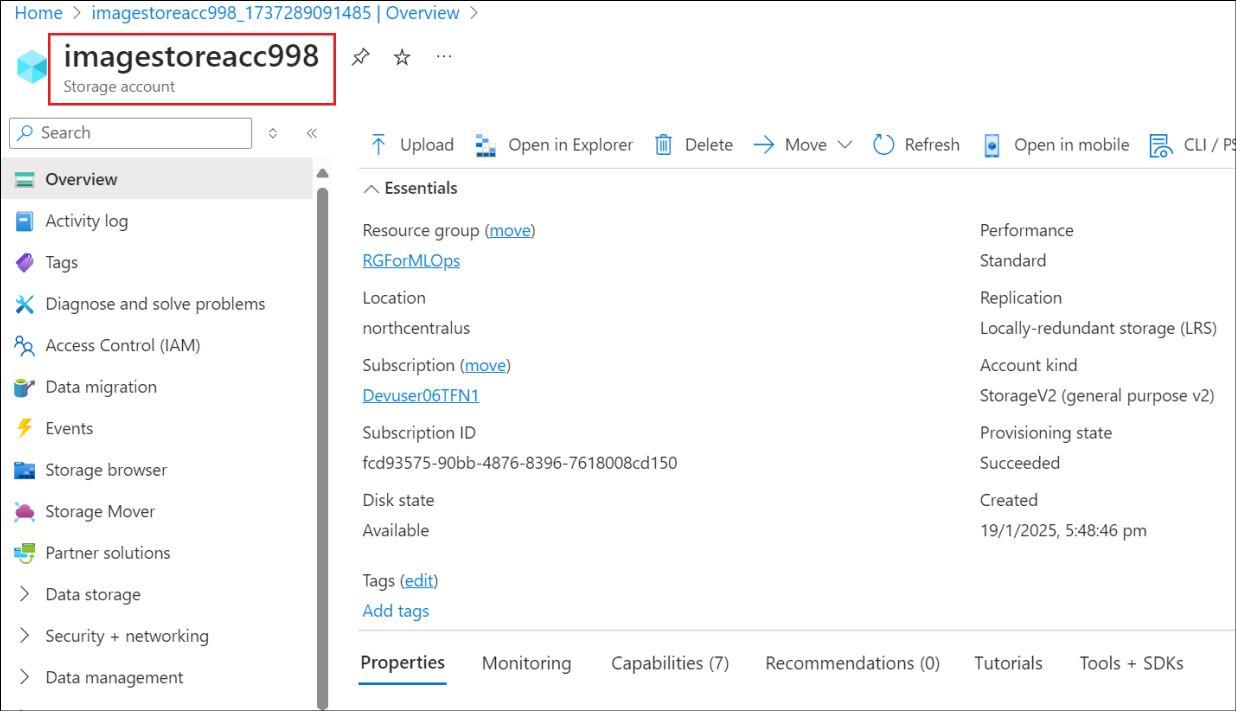 Home > imagestoreacc998_1737289091485 | Overview >
imagestoreacc998
Storage account
Search
Upload Open in Explorer Delete Move Refresh Open in mobile CLI / PS
Overview
Activity log
Tags
Diagnose and solve problems
Access Control (IAM)
Data migration
Events
Storage browser
Storage Mover
Partner solutions
Data storage
Security + networking
Data management
Essentials
Resource group (move)
RGForMLOps
Location
northcentralus
Subscription (move)
Devuser06TFN1
Subscription ID
fcd93575-90bb-4876-8396-7618008cd150
Disk state
Available
Performance
Standard
Replication
Locally-redundant storage (LRS)
Account kind
StorageV2 (general purpose v2)
Provisioning state
Succeeded
Created
19/1/2025, 5:48:46 pm
Tags (edit)
Add tags
Properties Monitoring Capabilities (7) Recommendations (0) Tutorials Tools + SDKs